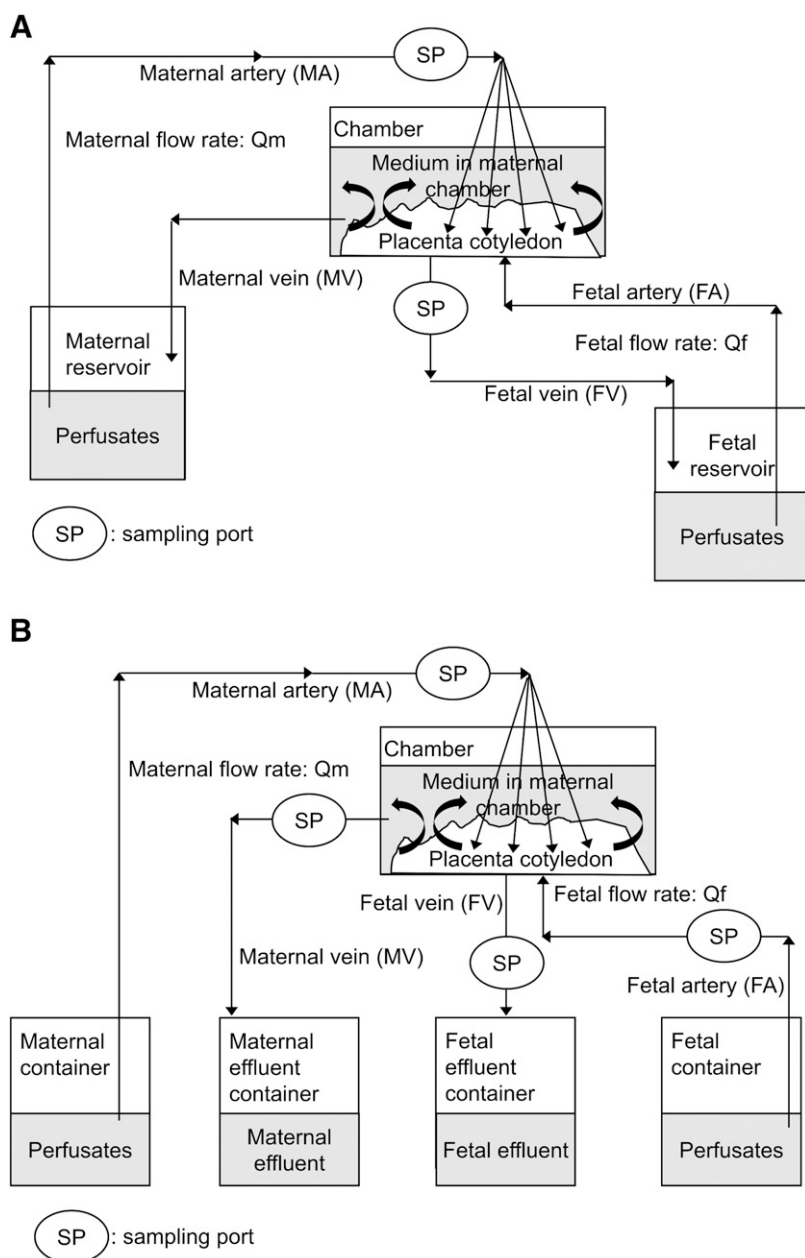 A
SP
Maternal artery (MA)
Maternal flow rate: Qm
Chamber
Medium in maternal
chamber
Placenta cotyledon
Maternal vein (MV)
SP
Fetal artery (FA)
Maternal
reservoir
Fetal flow rate: Qf
Fetal vein (FV)
Perfusates
Fetal
reservoir
SP : sampling port
Perfusates
B
SP
Maternal artery (MA)
Chamber
Maternal flow rate: Qm
Medium in maternal
chamber
SP
Placenta cotyledon
Fetal vein (FV)
Fetal flow rate: Qf
SP
Maternal vein (MV)
SP
Fetal artery (FA)
Maternal
container
Maternal
effluent
container
Fetal
effluent
container
Fetal
container
Perfusates
Maternal
effluent
Fetal effluent
Perfusates
SP : sampling port